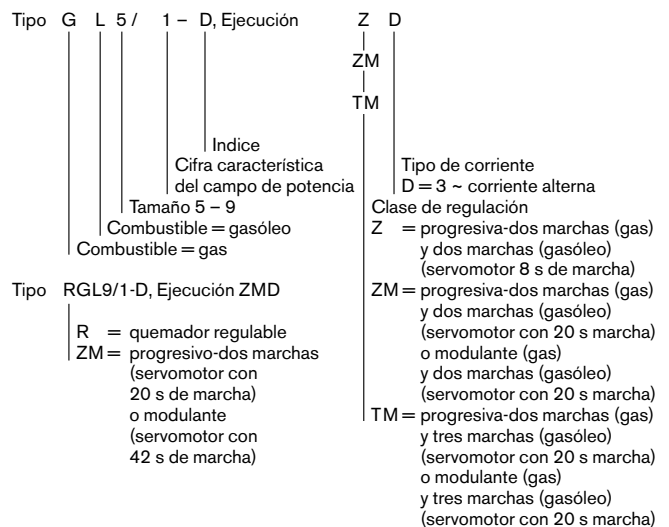 Tipo G L 5 / 1 – D, Ejecución Z D
ZM
TM
Indice
Cifra característica
del campo de potencia
Tamaño 5 – 9
Combustible = gasóleo
Combustible = gas
Tipo de corriente
D = 3 ~ corriente alterna
Clase de regulación
Z = progresiva-dos marchas (gas)
y dos marchas (gasóleo)
(servomotor 8 s de marcha)
ZM = progresiva-dos marchas (gas)
y dos marchas (gasóleo)
(servomotor con 20 s marcha)
o modulante (gas)
y dos marchas (gasóleo)
(servomotor con 20 s marcha)
TM = progresiva-dos marchas (gas)
y tres marchas (gasóleo)
(servomotor con 20 s marcha)
o modulante (gas)
y tres marchas (gasóleo)
(servomotor con 20 s marcha)
Tipo RGL9/1-D, Ejecución ZMD
R = quemador regulable
ZM = progresivo-dos marchas
(servomotor con
20 s de marcha)
o modulante
(servomotor con
42 s de marcha)